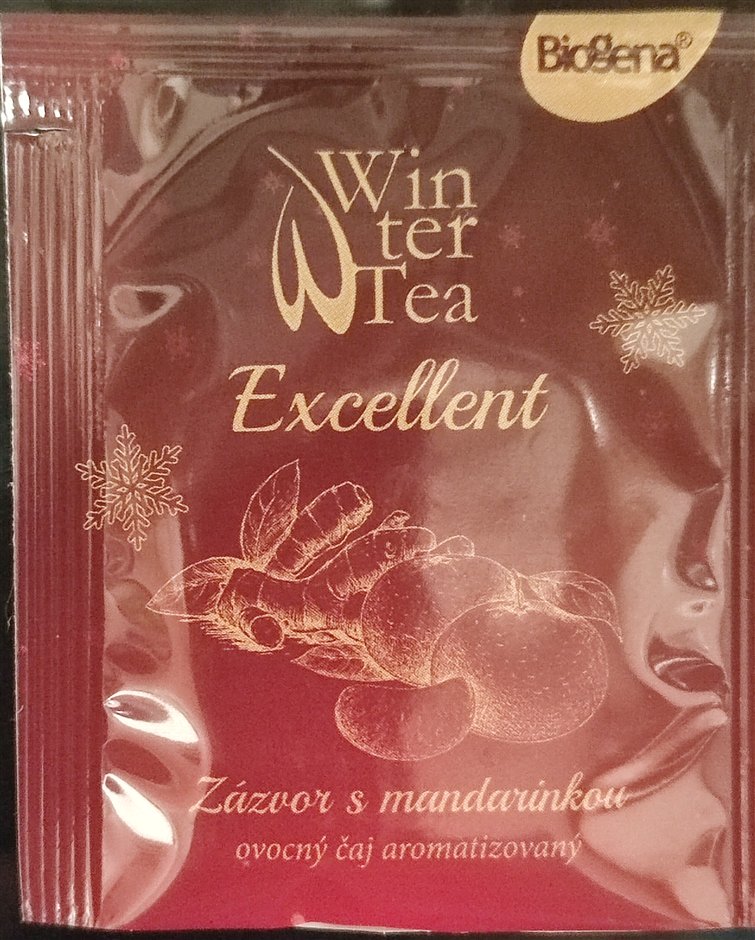 Biogena®
Win
ter
Tea
Excellent
Zázvor s mandarinkou
ovocný čaj aromatizovaný